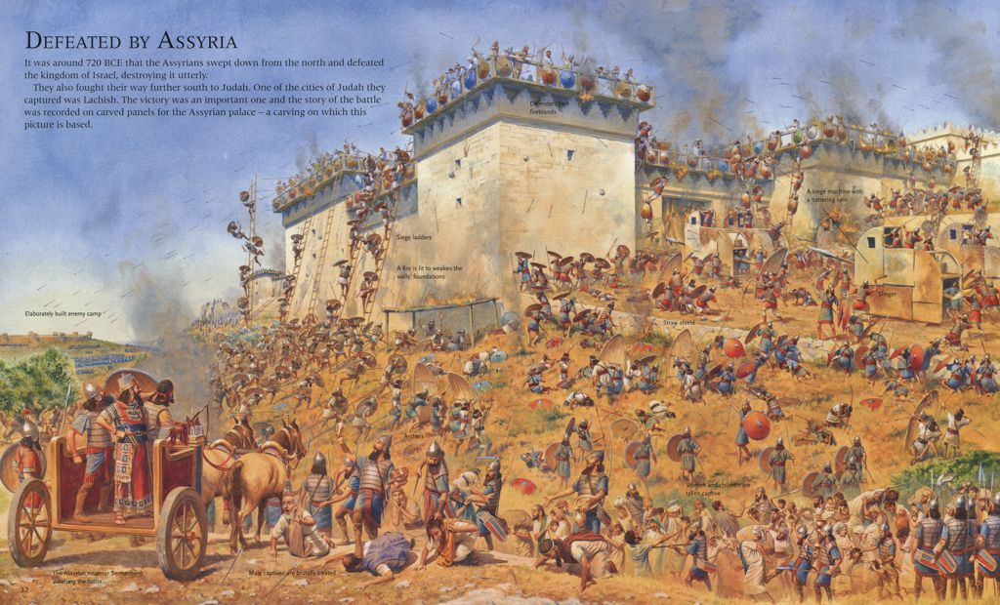 DEFEATED BY ASSYRIA
It was around 720 BCE that the Assyrians swept down from the north and defeated
the kingdom of Israel, destroying it utterly.
They also fought their way further south to Judah. One of the cities of Judah they
captured was Lachish. The victory was an important one and the story of the battle
was recorded on carved panels for the Assyrian palace – a carving on which this
picture is based.
Defenders hurl
firebrands
A siege machine with
a battering ram
Siege ladders
A fire is lit to weaken the
walls' foundations
Slinger
Elaborately built enemy camp
Straw shield
Archers
Women and children are
taken captive
The Assyrian emperor Sennacherib
watching the battle
Male captives are brutally treated
32